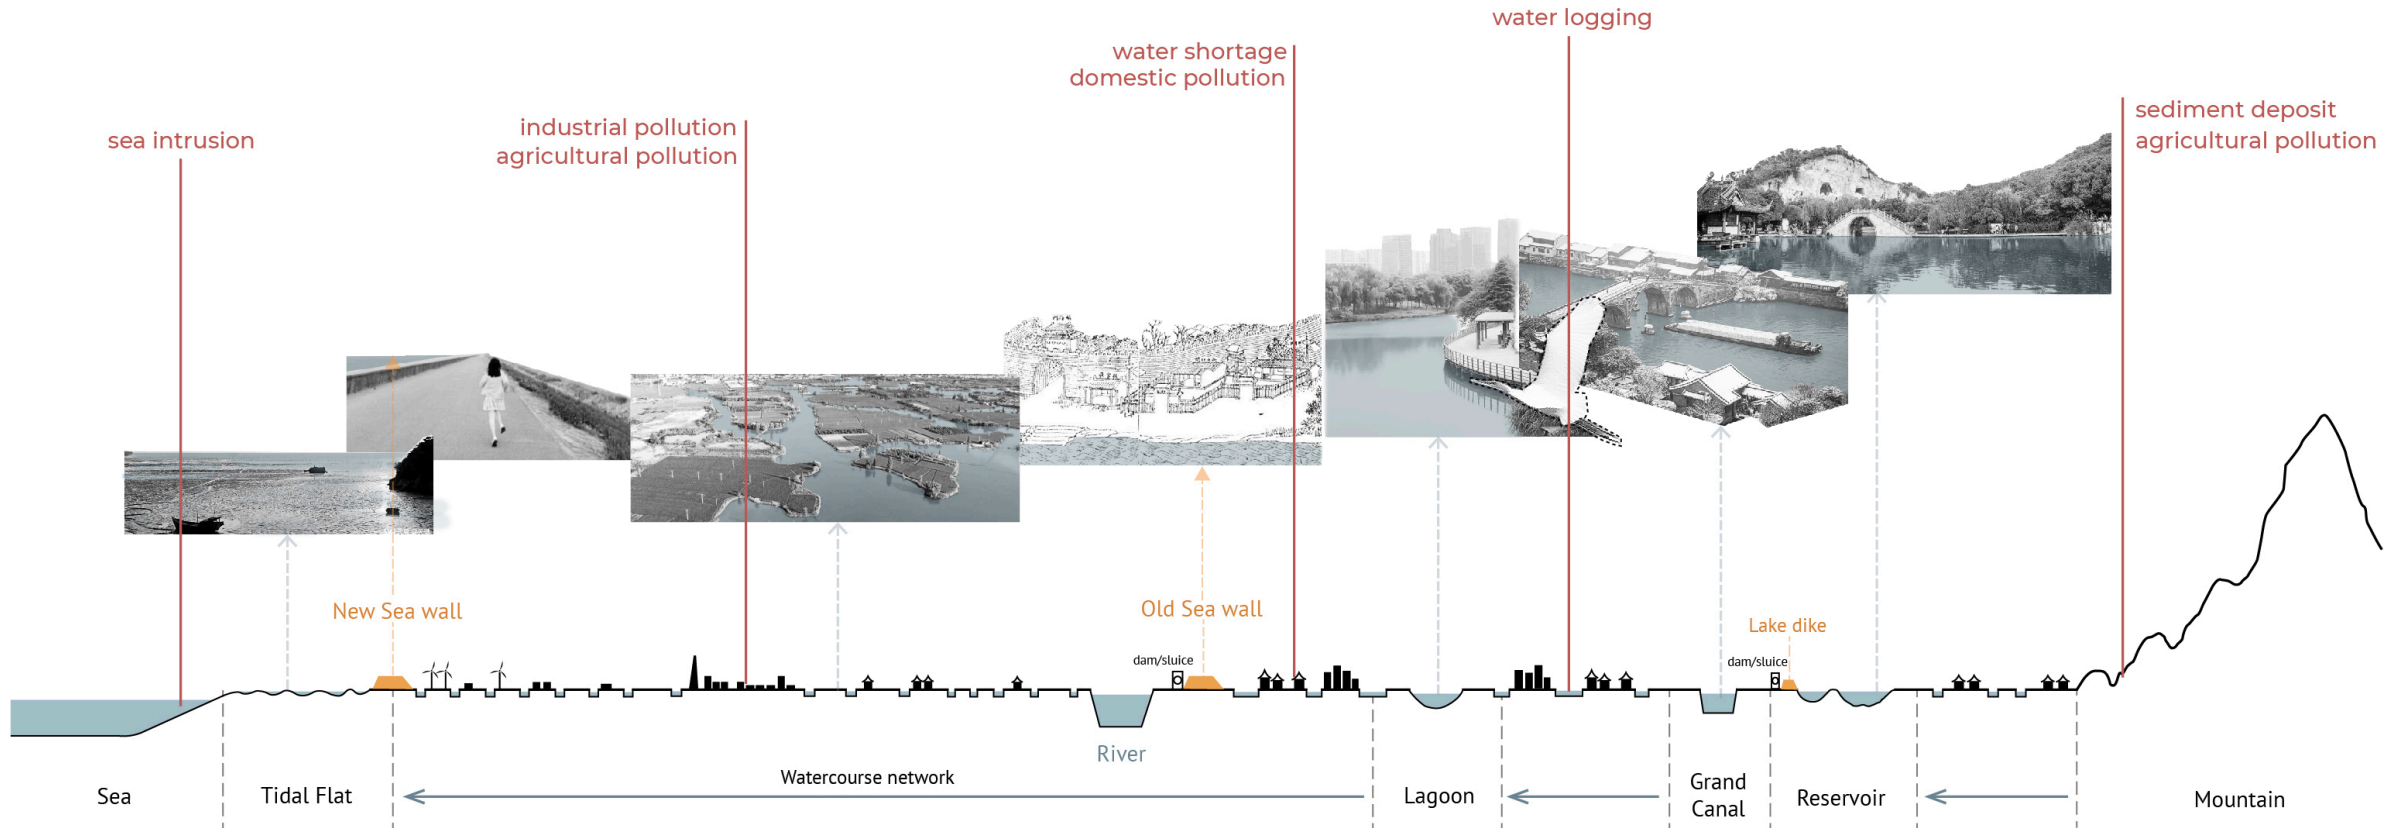 water logging
water shortage
domestic pollution
sediment deposit
agricultural pollution
industrial pollution
agricultural pollution
sea intrusion
New Sea wall
Old Sea wall
Lake dike
dam/sluice
dam/sluice
River
Watercourse network
Sea
Tidal Flat
Lagoon
Grand
Canal
Reservoir
Mountain